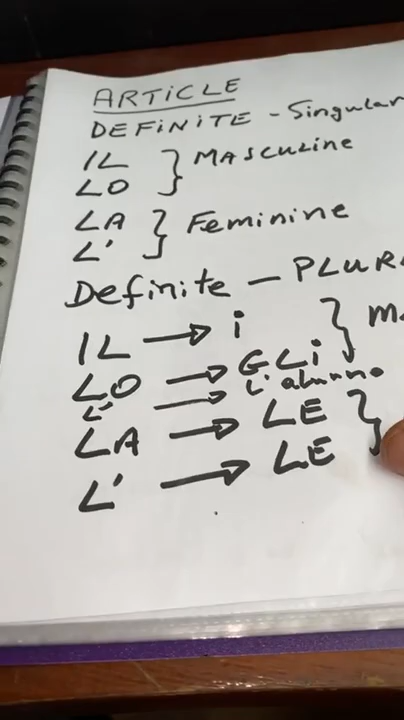 ARTICLE
DEFINITE - Singular
IL } MASCULINE
LO
LA } Feminine
L'
Definite - PLUR
IL → i } M
LO → GLi
L' → L'alunno
LA → LE }
L' → LE